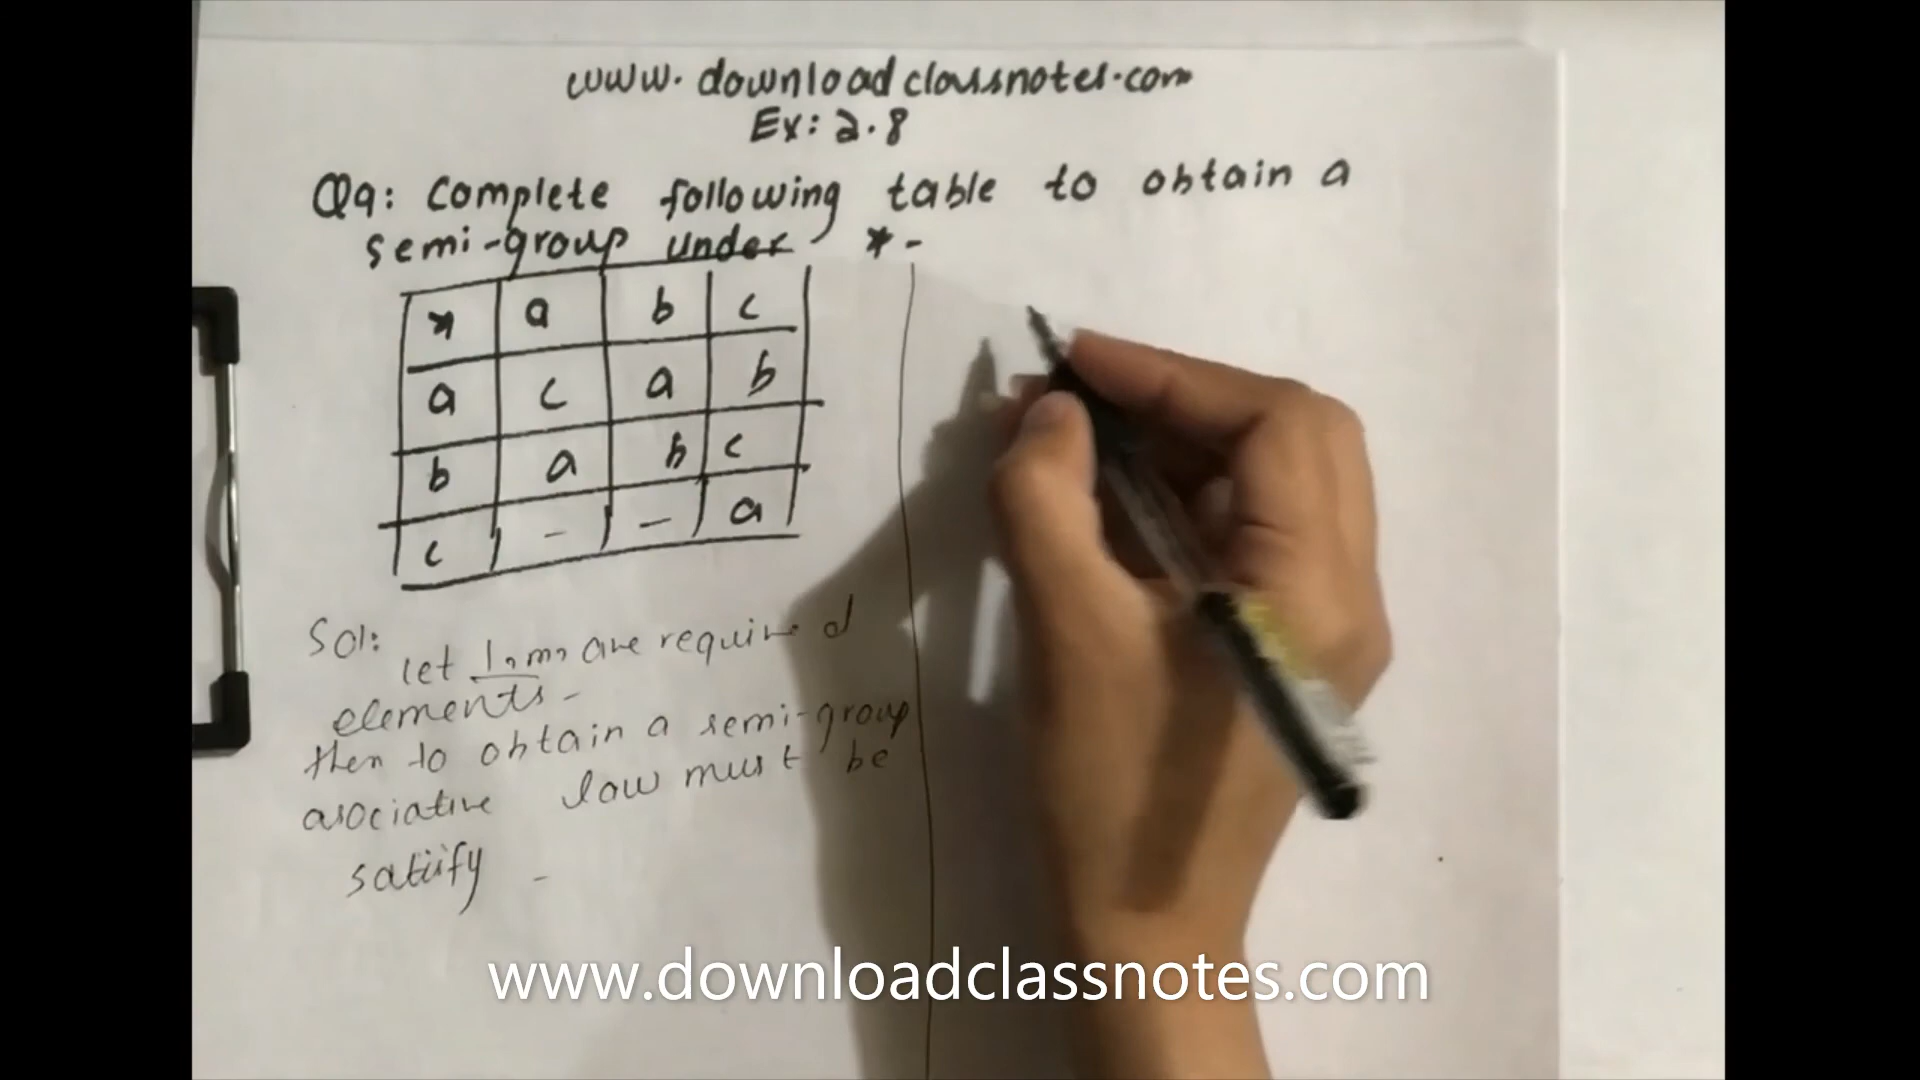 www.downloadclassnotes.com
Ex: 2.8
Q9: Complete following table to obtain a
semi-group under *-
* a b c
a c a b
b a b c
c - - a
Sol:
let l, m, are required
elements-
then to obtain a semi-group
asociative law must be
satisfy -
www.downloadclassnotes.com